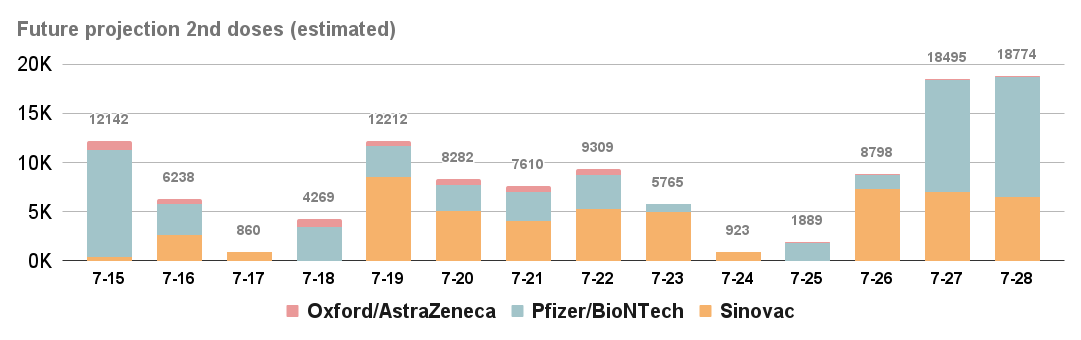 Future projection 2nd doses (estimated)
20K
15K
10K
5K
0K
12142
6238
860
4269
12212
8282
7610
9309
5765
923
1889
8798
18495
18774
7-15 7-16 7-17 7-18 7-19 7-20 7-21 7-22 7-23 7-24 7-25 7-26 7-27 7-28
Oxford/AstraZeneca Pfizer/BioNTech Sinovac